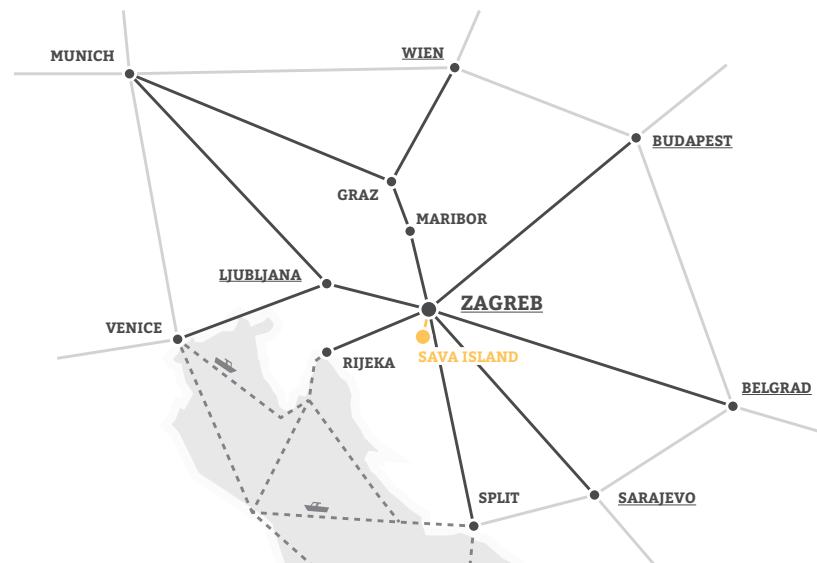 MUNICH
WIEN
BUDAPEST
GRAZ
MARIBOR
LJUBLJANA
ZAGREB
VENICE
RIJEKA
SAVA ISLAND
BELGRAD
SPLIT
SARAJEVO